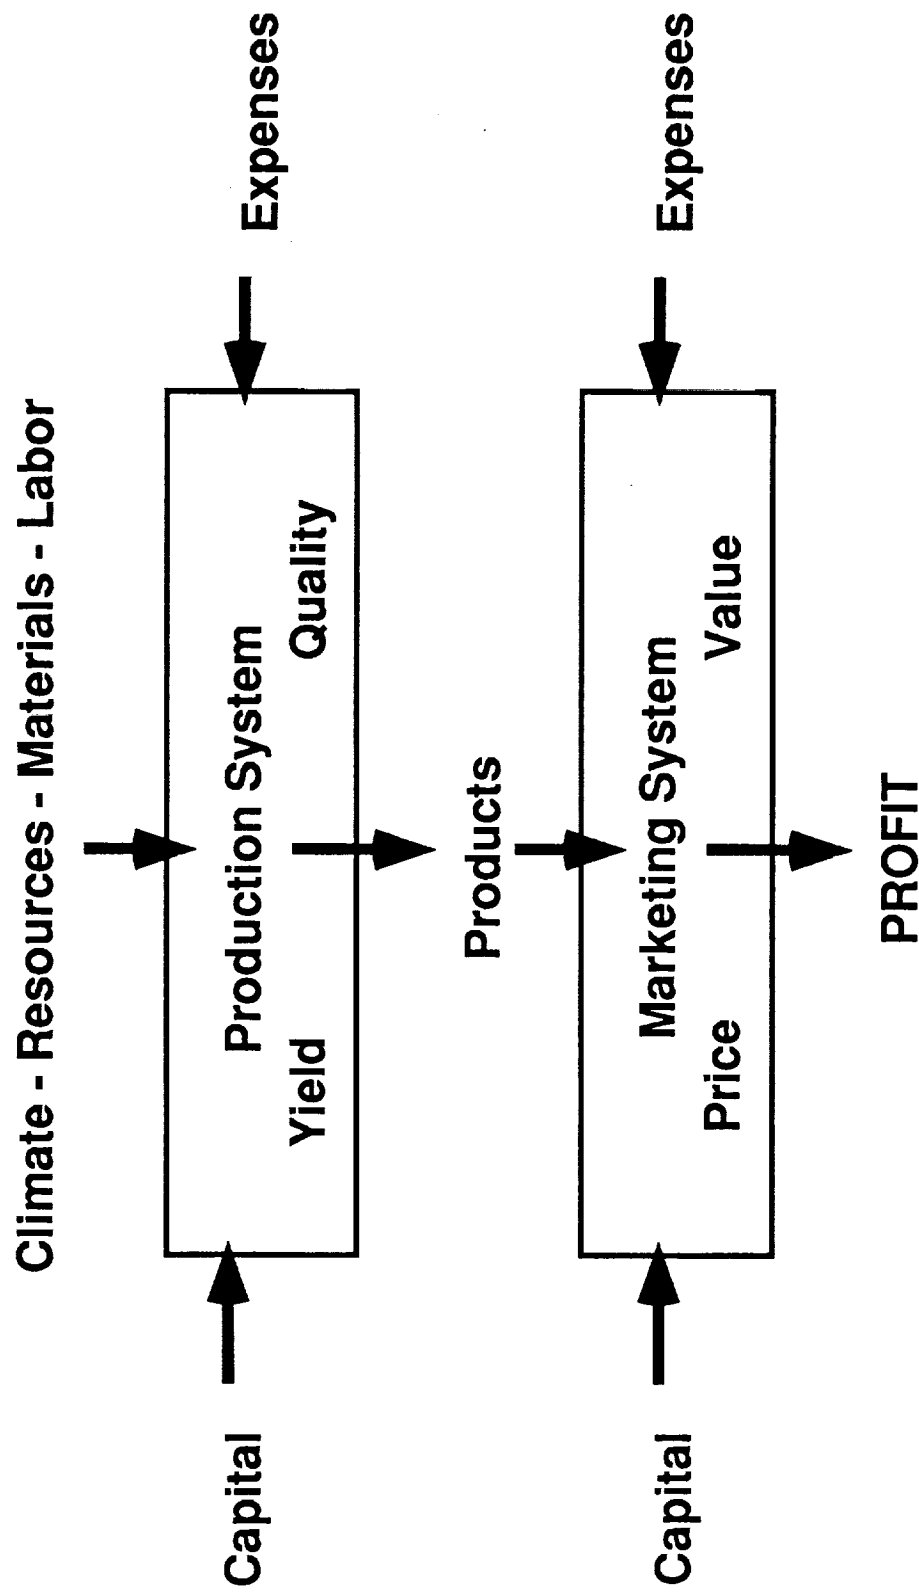 Climate - Resources - Materials - Labor
Capital
Production System
Yield
Quality
Expenses
Products
Capital
Marketing System
Price
Value
Expenses
PROFIT